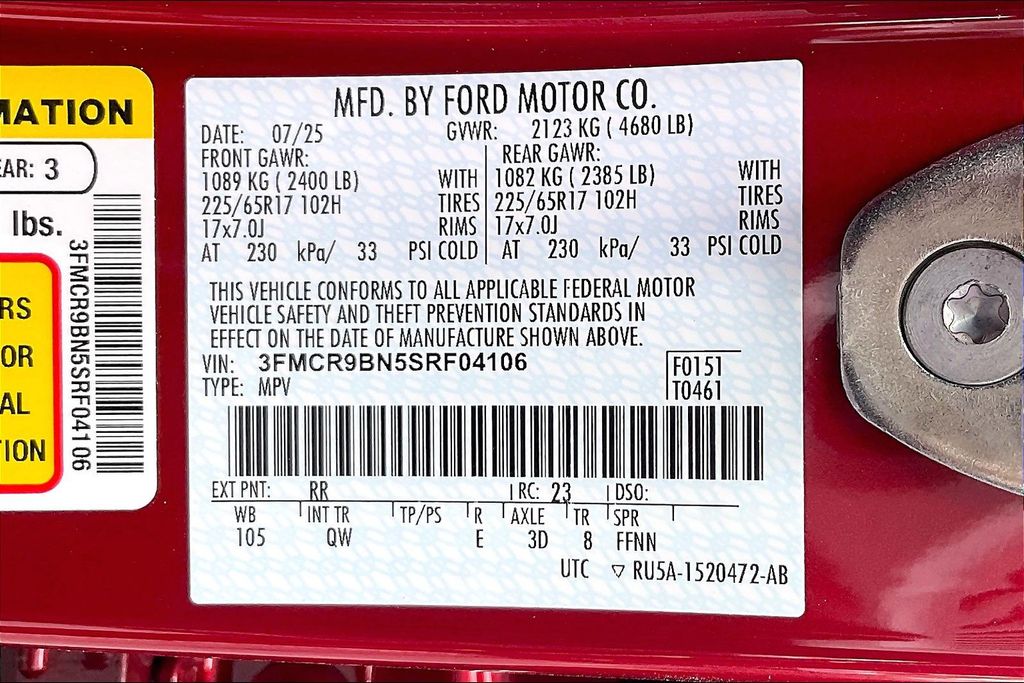 MATION
EAR: 3
lbs.
3FMCR9BN5SRF04106
RS
OR
AL
TION
MFD. BY FORD MOTOR CO.
DATE: 07/25 GVWR: 2123 KG ( 4680 LB)
FRONT GAWR: REAR GAWR:
1089 KG ( 2400 LB) WITH 1082 KG ( 2385 LB) WITH
225/65R17 102H TIRES 225/65R17 102H TIRES
17x7.0J RIMS 17x7.0J RIMS
AT 230 kPa/ 33 PSI COLD AT 230 kPa/ 33 PSI COLD
THIS VEHICLE CONFORMS TO ALL APPLICABLE FEDERAL MOTOR
VEHICLE SAFETY AND THEFT PREVENTION STANDARDS IN
EFFECT ON THE DATE OF MANUFACTURE SHOWN ABOVE.
VIN: 3FMCR9BN5SRF04106 F0151
TYPE: MPV T0461
EXT PNT: RR RC: 23 DSO:
WB INT TR TP/PS R AXLE TR SPR
105 QW E 3D 8 FFNN
UTC ▽ RU5A-1520472-AB